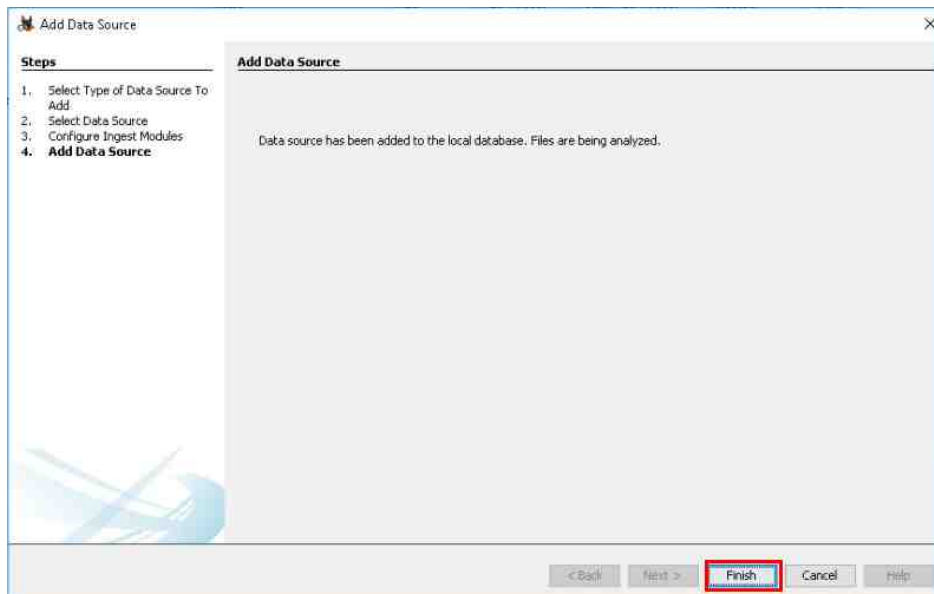 Add Data Source
Steps
1. Select Type of Data Source To
Add
2. Select Data Source
3. Configure Ingest Modules
4. Add Data Source
Add Data Source
Data source has been added to the local database. Files are being analyzed.
< Back Next > Finish Cancel Help